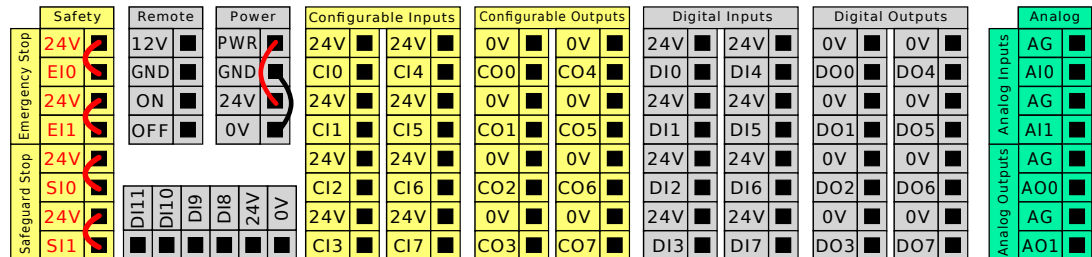 Safety
Emergency Stop
24V
EI0
24V
EI1
Safeguard Stop
24V
SI0
24V
SI1
Remote
12V
GND
ON
OFF
Power
PWR
GND
24V
0V
DI11 DI10 DI9 DI8 24V 0V
Configurable Inputs
24V 24V
CI0 CI4
24V 24V
CI1 CI5
24V 24V
CI2 CI6
24V 24V
CI3 CI7
Configurable Outputs
0V 0V
CO0 CO4
0V 0V
CO1 CO5
0V 0V
CO2 CO6
0V 0V
CO3 CO7
Digital Inputs
24V 24V
DI0 DI4
24V 24V
DI1 DI5
24V 24V
DI2 DI6
24V 24V
DI3 DI7
Digital Outputs
0V 0V
DO0 DO4
0V 0V
DO1 DO5
0V 0V
DO2 DO6
0V 0V
DO3 DO7
Analog
Analog Inputs
AG
AI0
AG
AI1
Analog Outputs
AG
AO0
AG
AO1